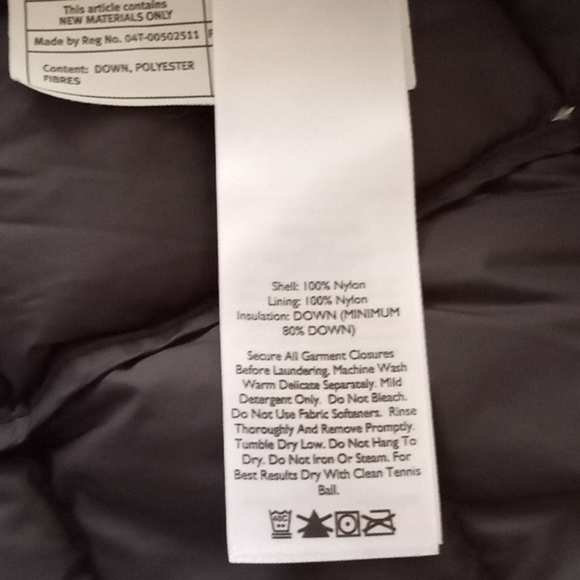 This article contains
NEW MATERIALS ONLY
Made by Reg No. 04T-00502511
Content: DOWN, POLYESTER
FIBRES
Shell: 100% Nylon
Lining: 100% Nylon
Insulation: DOWN (MINIMUM
80% DOWN)
Secure All Garment Closures
Before Laundering, Machine Wash
Warm Delicate Separately. Mild
Detergent Only. Do Not Bleach.
Do Not Use Fabric Softeners. Rinse
Thoroughly And Remove Promptly.
Tumble Dry Low. Do Not Hang To
Dry. Do Not Iron Or Steam. For
Best Results Dry With Clean Tennis
Ball.